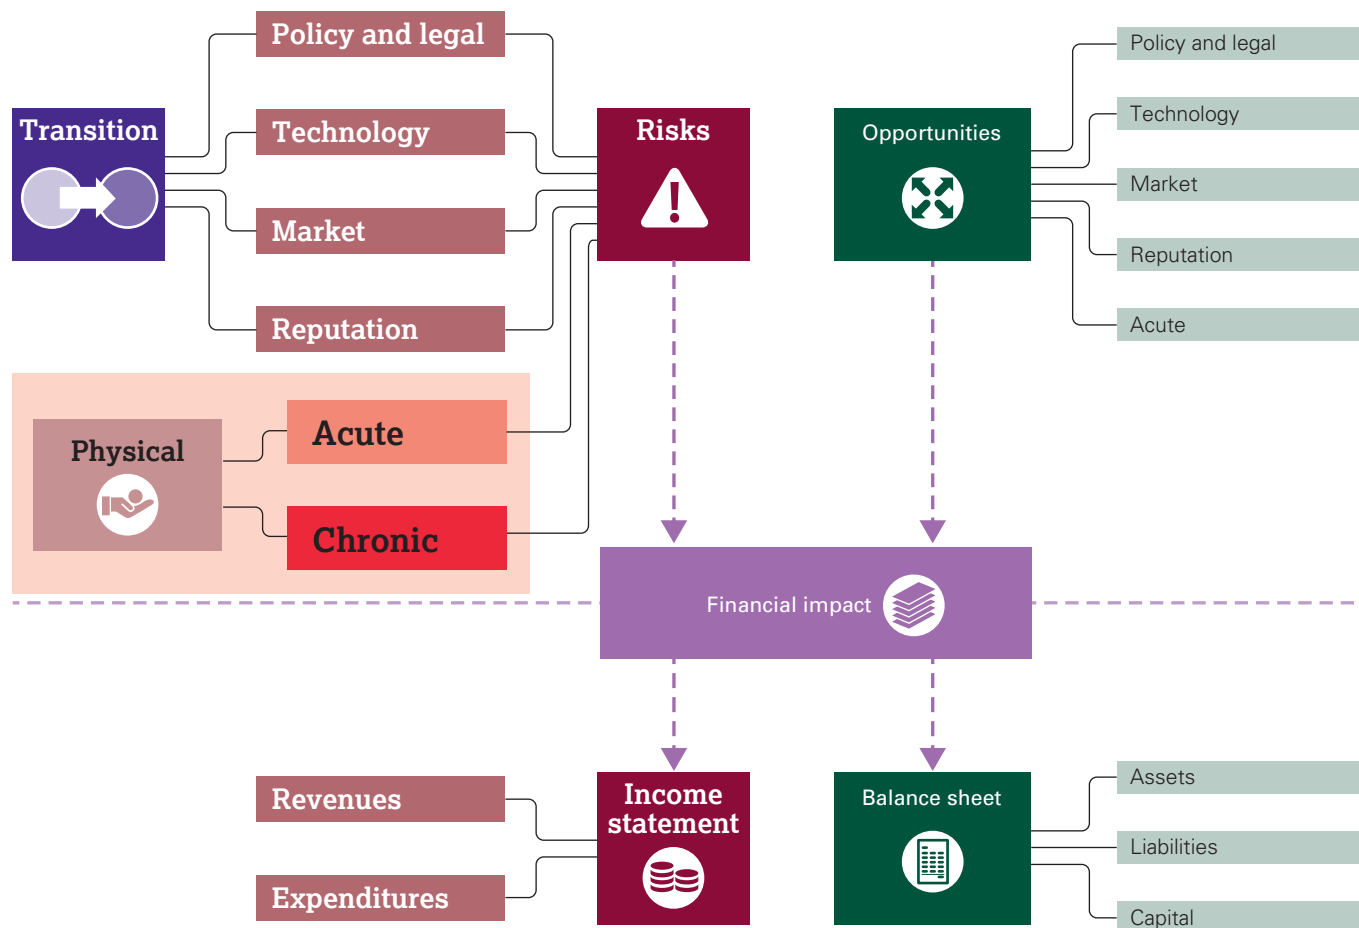 Policy and legal
Technology
Market
Reputation
Transition
Risks
Physical
Acute
Chronic
Opportunities
Policy and legal
Technology
Market
Reputation
Acute
Financial impact
Revenues
Expenditures
Income
statement
Balance sheet
Assets
Liabilities
Capital